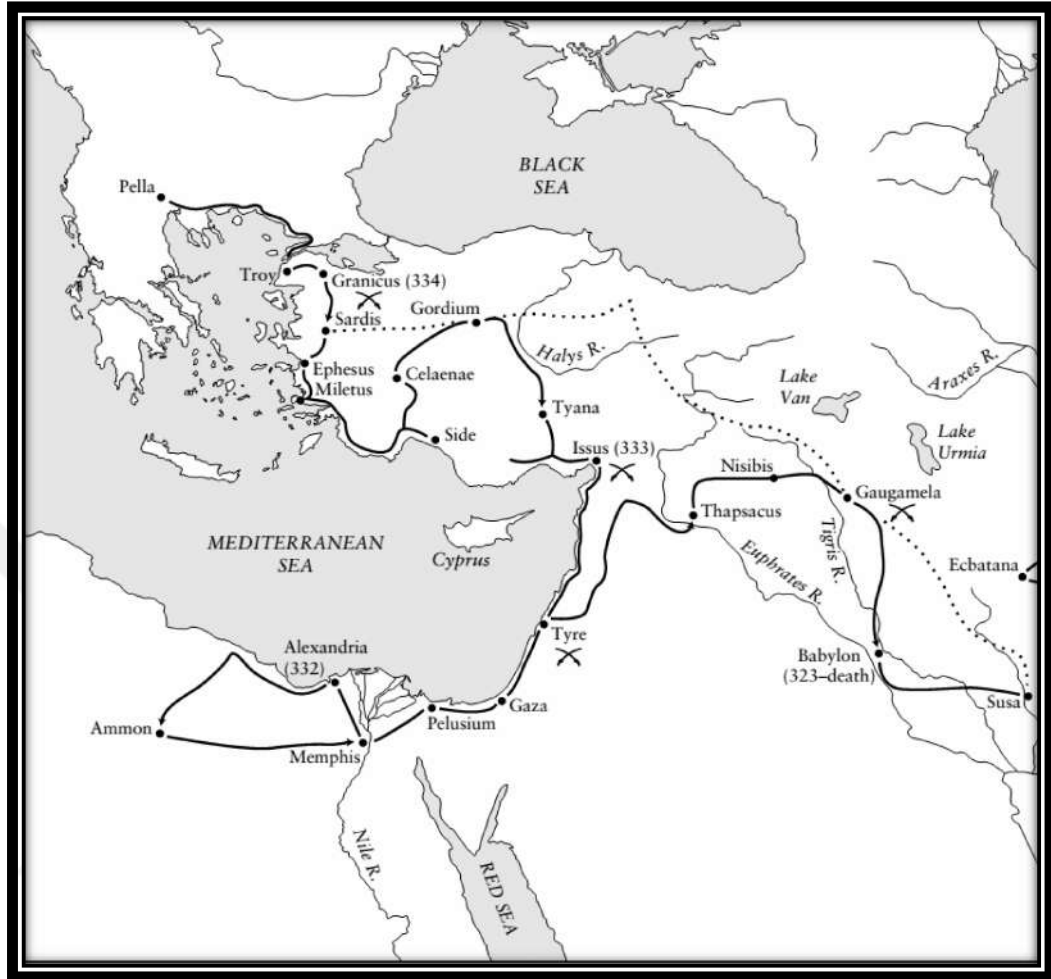 BLACK
SEA
Pella
Troy
Granicus (334)
Sardis
Gordium
Halys R.
Araxes R.
Ephesus
Miletus
Celaenae
Lake
Van
Tyana
Lake
Urmia
Side
Issus (333)
Nisibis
Gaugamela
Thapsacus
MEDITERRANEAN
SEA
Cyprus
Tigris R.
Euphrates R.
Ecbatana
Tyre
Alexandria
(332)
Babylon
(323–death)
Susa
Gaza
Pelusium
Ammon
Memphis
Nile R.
RED SEA